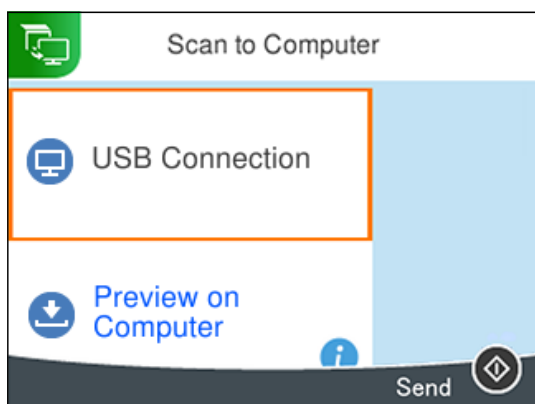 Scan to Computer
USB Connection
Preview on
Computer
i
Send